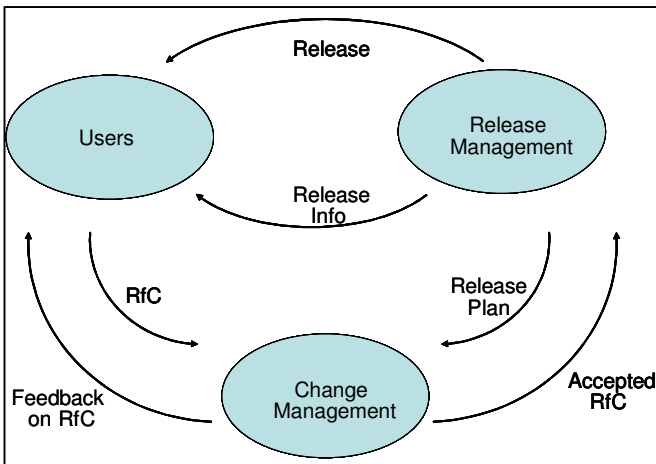 Release
Users
Release
Management
Release
Info
RfC
Release
Plan
Feedback
on RfC
Change
Management
Accepted
RfC